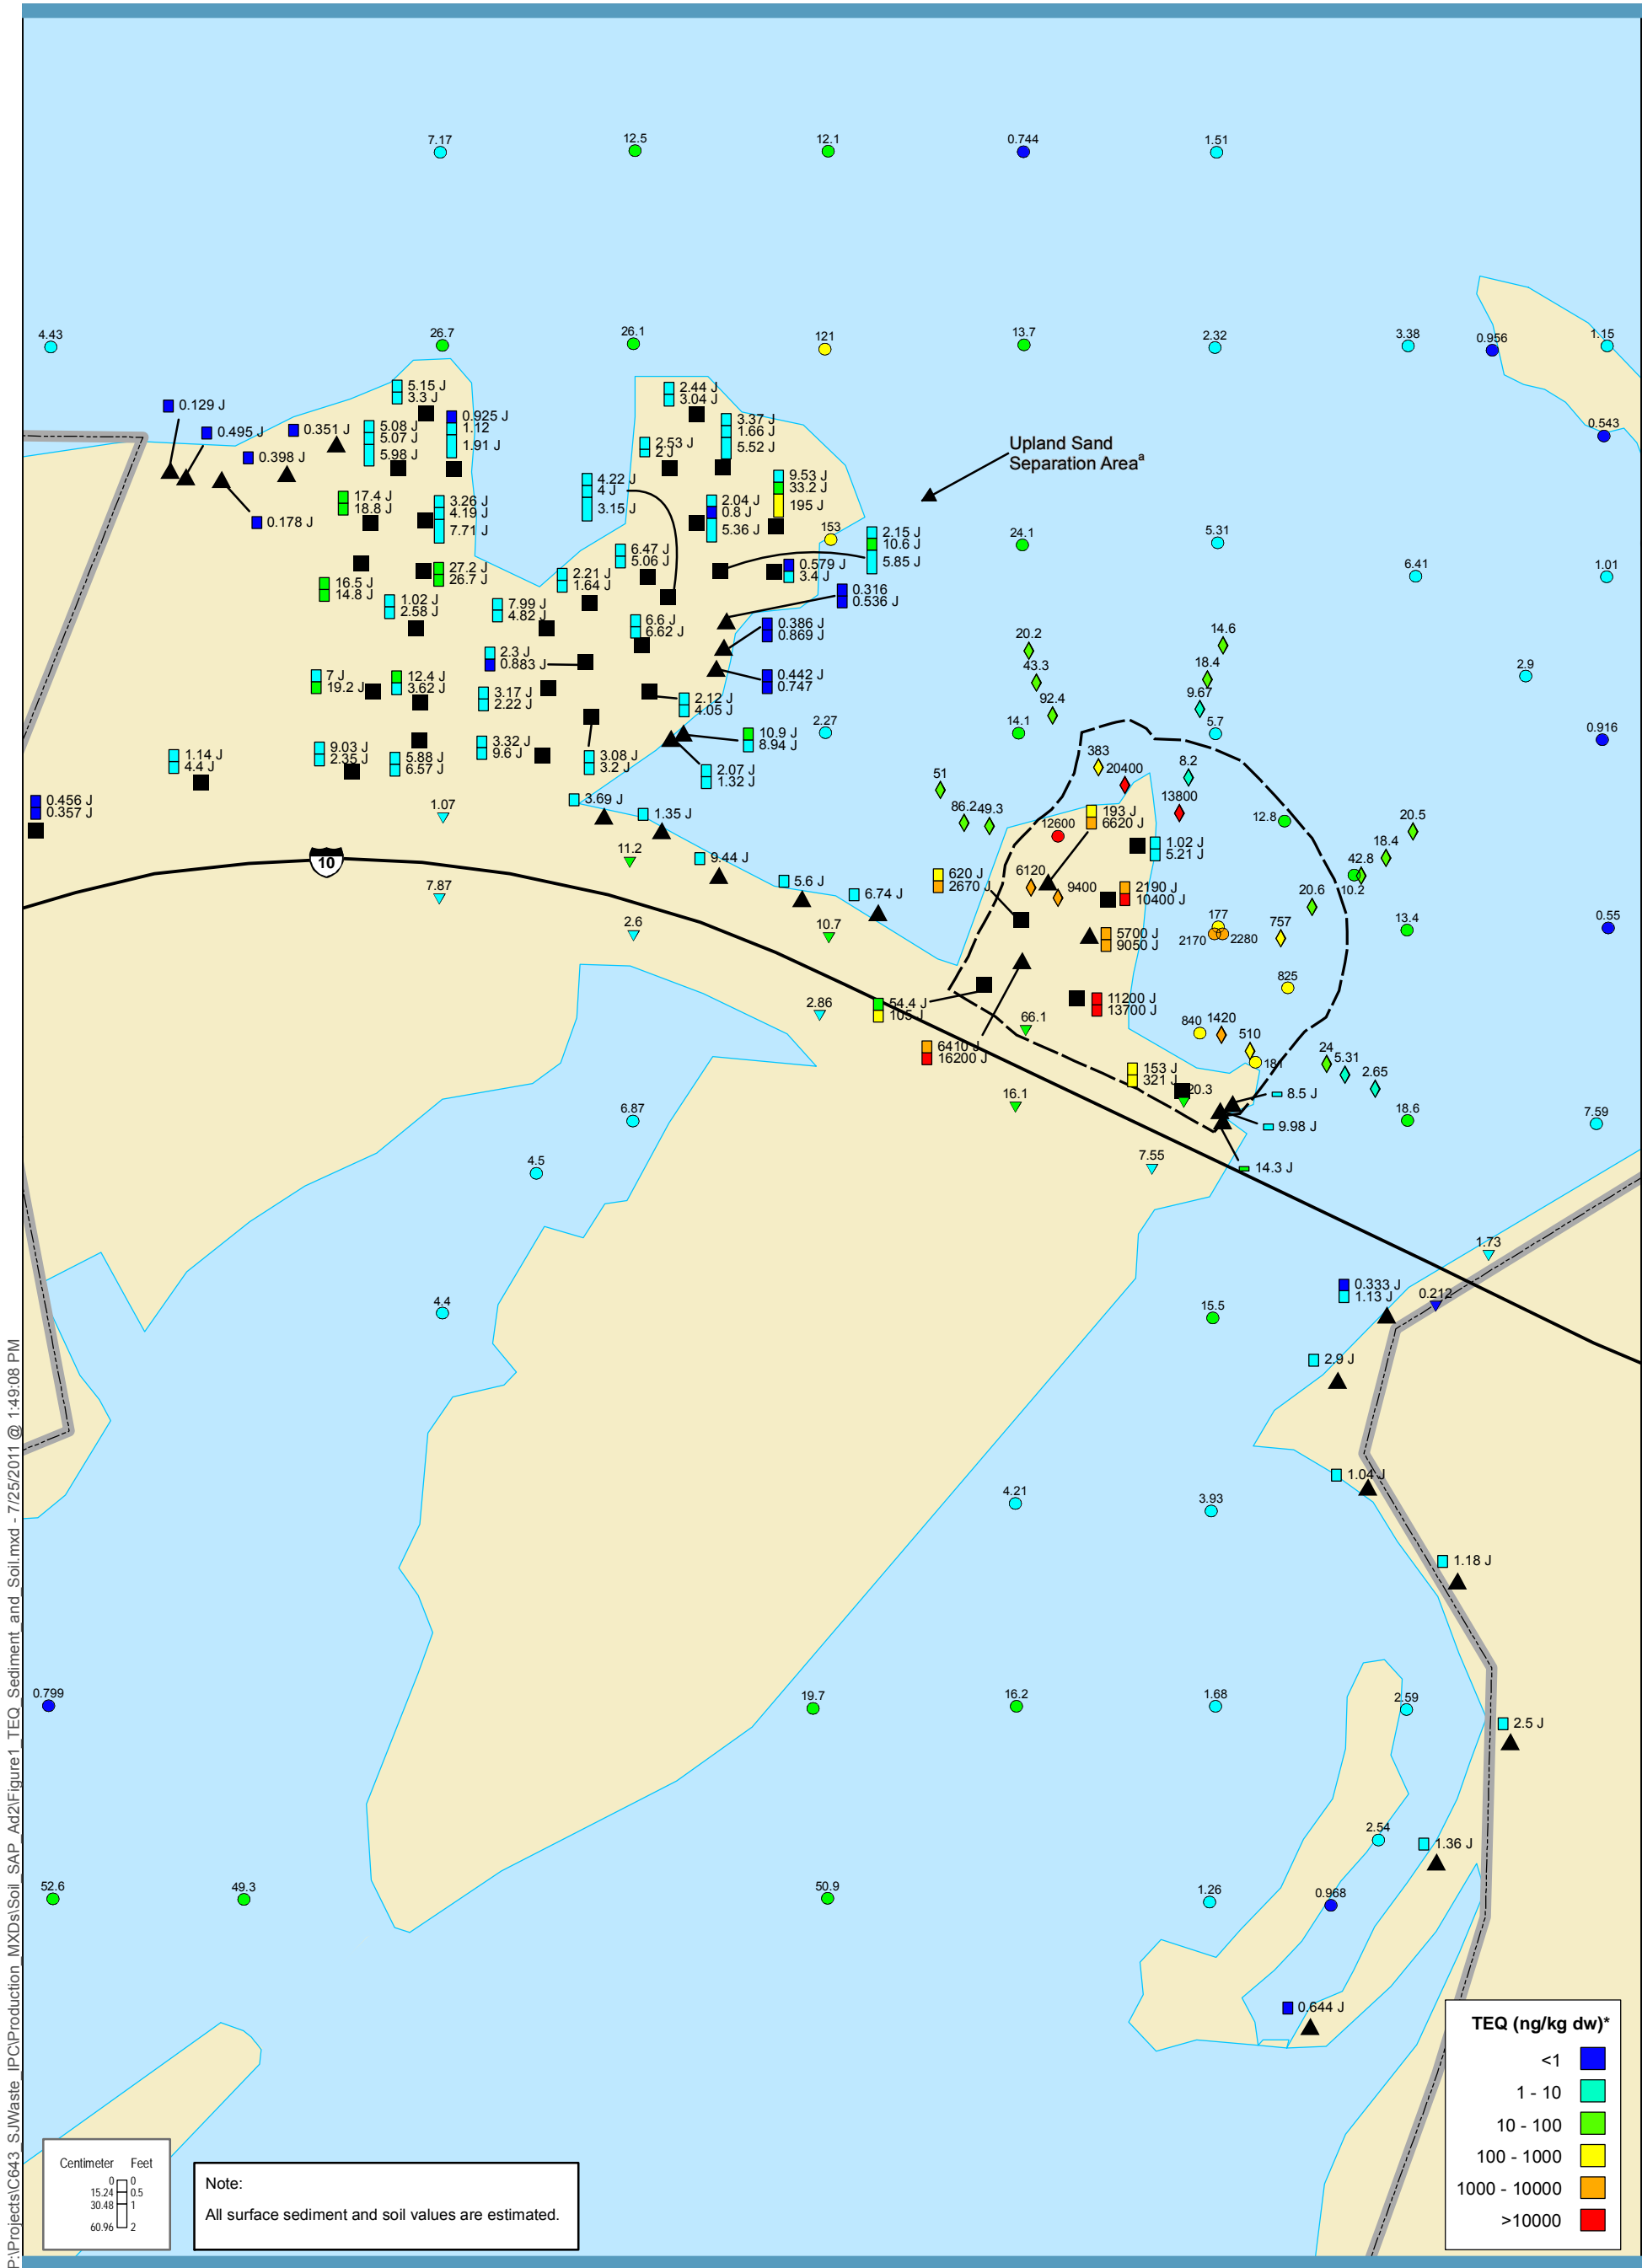 7.17
12.5
12.1
0.744
1.51
4.43
26.7
26.1
121
13.7
2.32
3.38
0.956
1.15
0.543
0.129 J
0.495 J
0.351 J
0.398 J
0.178 J
5.15 J
3.3 J
5.08 J
5.07 J
5.98 J
0.925 J
1.12
1.91 J
2.44 J
3.04 J
3.37 J
1.66 J
5.52 J
2.53 J
2 J
Upland Sand
Separation Areaᵃ
4.22 J
4 J
3.15 J
9.53 J
33.2 J
195 J
2.04 J
0.8 J
5.36 J
17.4 J
18.8 J
3.26 J
4.19 J
7.71 J
153
2.15 J
10.6 J
5.85 J
24.1
5.31
6.41
1.01
6.47 J
5.06 J
0.579 J
3.4 J
27.2 J
26.7 J
16.5 J
14.8 J
2.21 J
1.64 J
0.316
0.536 J
1.02 J
2.58 J
7.99 J
4.82 J
6.6 J
6.62 J
0.386 J
0.869 J
20.2
14.6
43.3
18.4
92.4
9.67
2.9
2.3 J
0.883 J
0.442 J
0.747
7 J
19.2 J
12.4 J
3.62 J
3.17 J
2.22 J
2.12 J
4.05 J
2.27
14.1
5.7
0.916
10.9 J
8.94 J
1.14 J
4.4 J
9.03 J
2.35 J
5.88 J
6.57 J
3.32 J
9.6 J
3.08 J
3.2 J
2.07 J
1.32 J
383
20400
8.2
51
13800
0.456 J
0.357 J
1.07
3.69 J
1.35 J
86.2
49.3
193 J
6620 J
12600
12.8
20.5
18.4
42.8
10.2
1.02 J
5.21 J
10
11.2
9.44 J
7.87
5.6 J
6.74 J
620 J
2670 J
6120
9400
2190 J
10400 J
20.6
2.6
10.7
5700 J
9050 J
177
2170
2280
757
13.4
0.55
825
2.86
54.4 J
105 J
11200 J
13700 J
66.1
840
1420
510
181
6410 J
16200 J
153 J
321 J
24
5.31
2.65
20.3
8.5 J
16.1
9.98 J
18.6
7.59
6.87
4.5
7.55
14.3 J
1.73
0.333 J
1.13 J
0.212
4.4
15.5
2.9 J
1.04 J
4.21
3.93
1.18 J
0.799
19.7
16.2
1.68
2.59
2.5 J
2.54
1.36 J
52.6
49.3
50.9
1.26
0.968
0.644 J
TEQ (ng/kg dw)*
<1
1 - 10
10 - 100
100 - 1000
1000 - 10000
>10000
Centimeter Feet
0 0
15.24 0.5
30.48 1
60.96 2
Note:
All surface sediment and soil values are estimated.
P:\Projects\C643_SJWaste_IPC\Production_MXDs\Soil_SAP_Ad2\Figure1_TEQ_Sediment_and_Soil.mxd - 7/25/2011 @ 1:49:08 PM